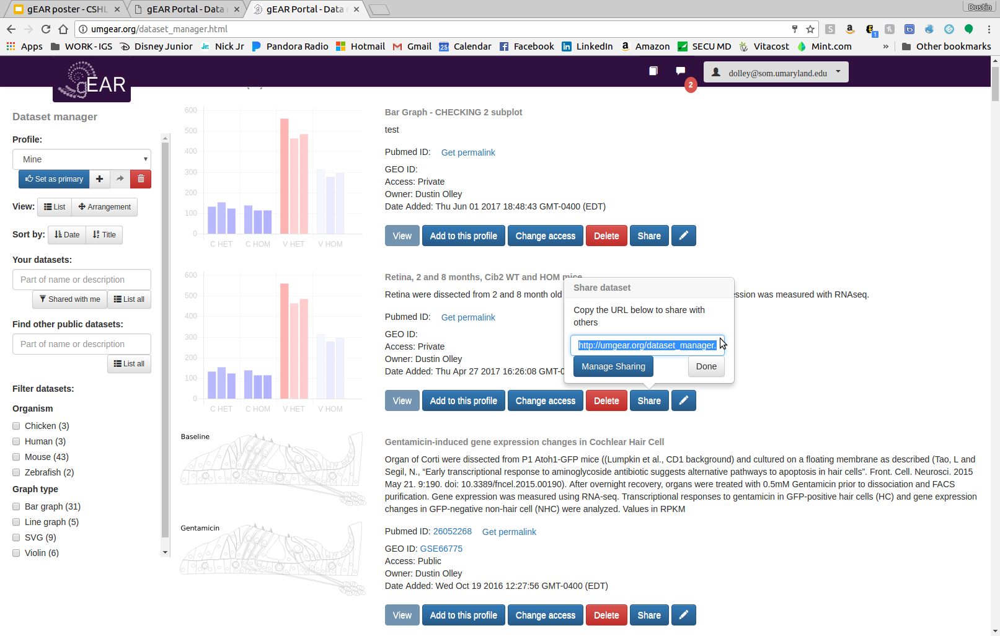 gEAR poster - CSHL
gEAR Portal - Data
gEAR Portal - Data
Dustin
umgear.org/dataset_manager.html
Apps
WORK - IGS
Disney Junior
Nick Jr
Pandora Radio
Hotmail
Gmail
Calendar
Facebook
LinkedIn
Amazon
SECU MD
Vitacost
Mint.com
»
Other bookmarks
gEAR
2
dolley@som.umaryland.edu
Dataset manager
Profile:
Mine
Set as primary
View:
List
Arrangement
Sort by:
Date
Title
Your datasets:
Part of name or description
Shared with me
List all
Find other public datasets:
Part of name or description
List all
Filter datasets:
Organism
Chicken (3)
Human (3)
Mouse (43)
Zebrafish (2)
Graph type
Bar graph (31)
Line graph (5)
SVG (9)
Violin (6)
600
500
400
300
200
100
0
C HET C HOM V HET V HOM
Bar Graph - CHECKING 2 subplot
test
Pubmed ID: Get permalink
GEO ID:
Access: Private
Owner: Dustin Olley
Date Added: Thu Jun 01 2017 18:48:43 GMT-0400 (EDT)
View
Add to this profile
Change access
Delete
Share
600
500
400
300
200
100
0
C HET C HOM V HET V HOM
Retina, 2 and 8 months, Cib2 WT and HOM mice
Retina were dissected from 2 and 8 month old
ssion was measured with RNAseq.
Pubmed ID: Get permalink
GEO ID:
Access: Private
Owner: Dustin Olley
Date Added: Thu Apr 27 2017 16:26:08 GMT-0
Share dataset
Copy the URL below to share with
others
http://umgear.org/dataset_manager.
Manage Sharing
Done
View
Add to this profile
Change access
Delete
Share
Baseline
Gentamicin
Gentamicin-induced gene expression changes in Cochlear Hair Cell
Organ of Corti were dissected from P1 Atoh1-GFP mice ((Lumpkin et al., CD1 background) and cultured on a floating membrane as described (Tao, L and
Segil, N., “Early transcriptional response to aminoglycoside antibiotic suggests alternative pathways to apoptosis in hair cells”. Front. Cell. Neurosci. 2015
May 21. 9:190. doi: 10.3389/fncel.2015.00190). After overnight recovery, organs were treated with 0.5mM Gentamicin prior to dissociation and FACS
purification. Gene expression was measured using RNA-seq. Transcriptional responses to gentamicin in GFP-positive hair cells (HC) and gene expression
changes in GFP-negative non-hair cell (NHC) were analyzed. Values in RPKM
Pubmed ID: 26052268 Get permalink
GEO ID: GSE66775
Access: Public
Owner: Dustin Olley
Date Added: Wed Oct 19 2016 12:27:56 GMT-0400 (EDT)
View
Add to this profile
Change access
Delete
Share